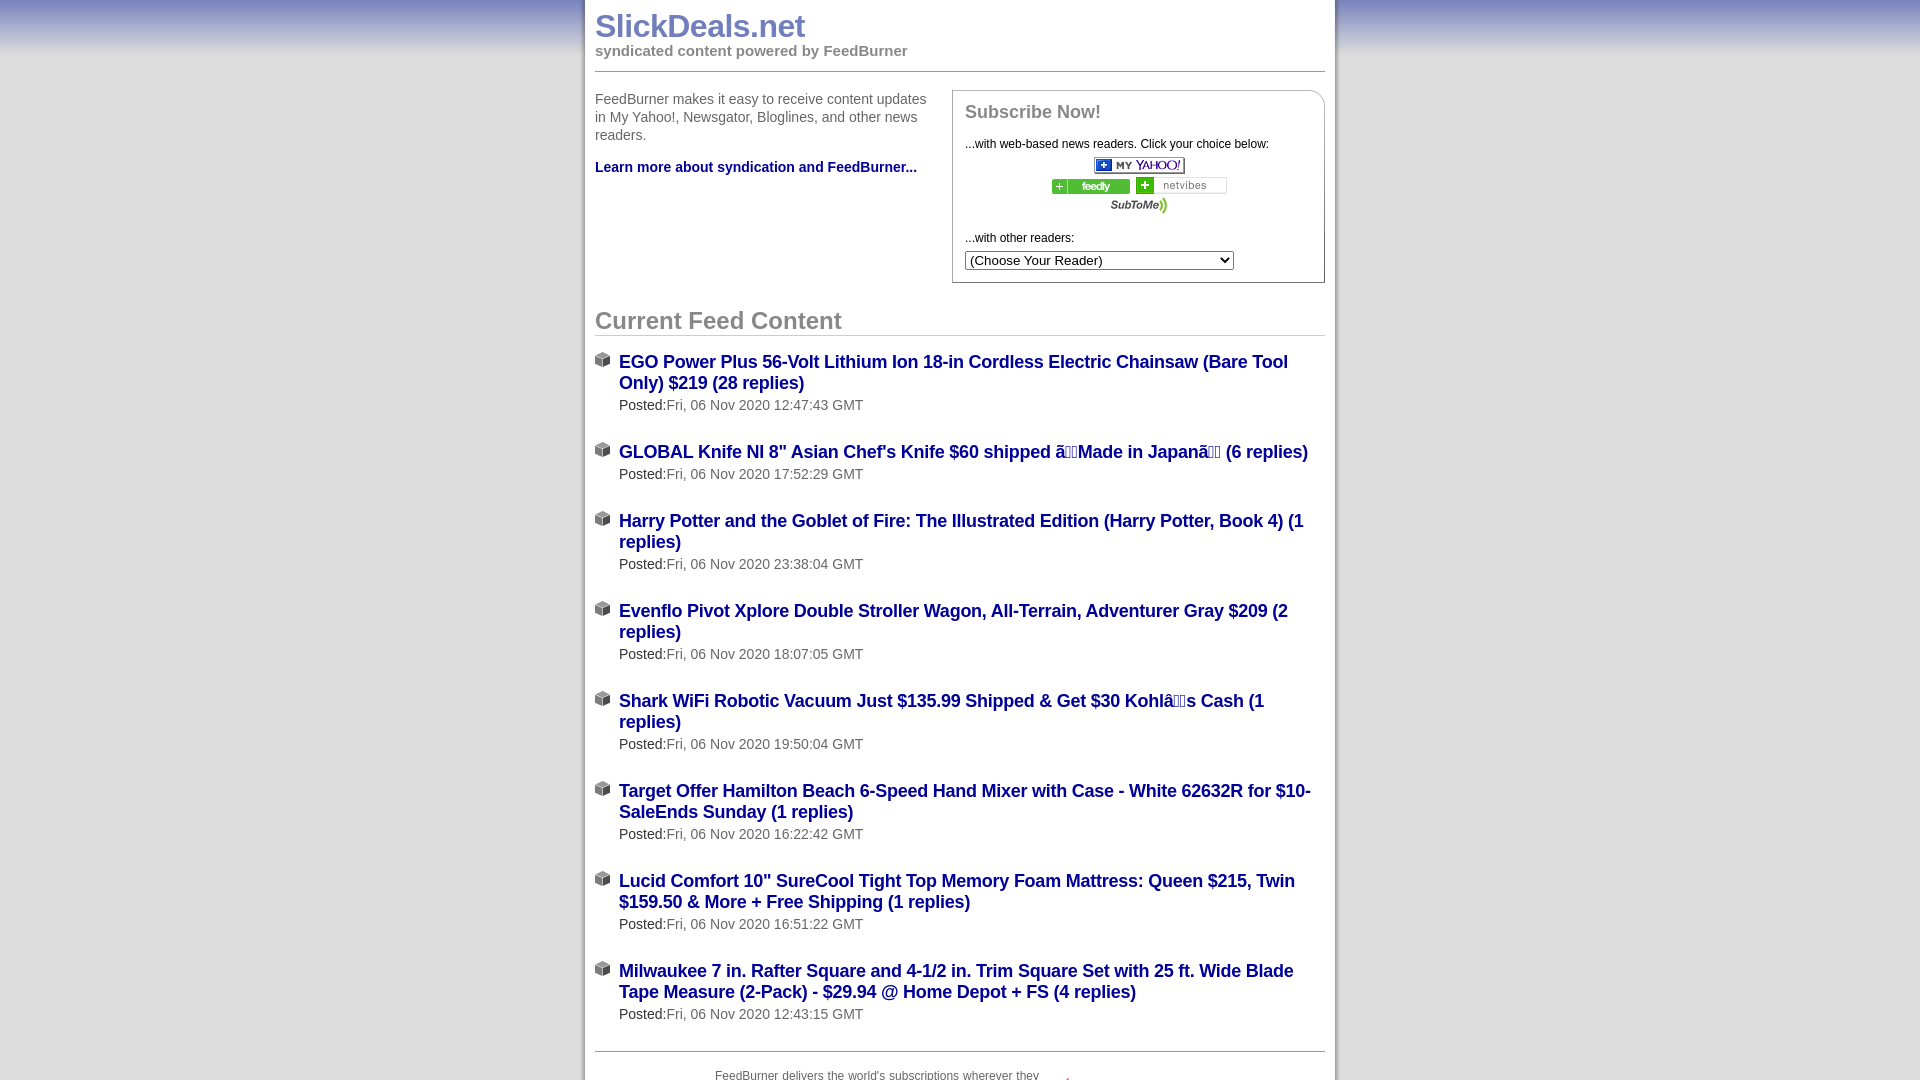 SlickDeals.net
syndicated content powered by FeedBurner
FeedBurner makes it easy to receive content updates
in My Yahoo!, Newsgator, Bloglines, and other news
readers.
Learn more about syndication and FeedBurner...
Subscribe Now!
...with web-based news readers. Click your choice below:
MY YAHOO!
feedly netvibes
SubToMe
...with other readers:
(Choose Your Reader)
Current Feed Content
EGO Power Plus 56-Volt Lithium Ion 18-in Cordless Electric Chainsaw (Bare Tool
Only) $219 (28 replies)
Posted:Fri, 06 Nov 2020 12:47:43 GMT
GLOBAL Knife NI 8" Asian Chef's Knife $60 shipped ã▯▯Made in Japanã▯▯ (6 replies)
Posted:Fri, 06 Nov 2020 17:52:29 GMT
Harry Potter and the Goblet of Fire: The Illustrated Edition (Harry Potter, Book 4) (1
replies)
Posted:Fri, 06 Nov 2020 23:38:04 GMT
Evenflo Pivot Xplore Double Stroller Wagon, All-Terrain, Adventurer Gray $209 (2
replies)
Posted:Fri, 06 Nov 2020 18:07:05 GMT
Shark WiFi Robotic Vacuum Just $135.99 Shipped & Get $30 Kohlâ▯▯s Cash (1
replies)
Posted:Fri, 06 Nov 2020 19:50:04 GMT
Target Offer Hamilton Beach 6-Speed Hand Mixer with Case - White 62632R for $10-
SaleEnds Sunday (1 replies)
Posted:Fri, 06 Nov 2020 16:22:42 GMT
Lucid Comfort 10" SureCool Tight Top Memory Foam Mattress: Queen $215, Twin
$159.50 & More + Free Shipping (1 replies)
Posted:Fri, 06 Nov 2020 16:51:22 GMT
Milwaukee 7 in. Rafter Square and 4-1/2 in. Trim Square Set with 25 ft. Wide Blade
Tape Measure (2-Pack) - $29.94 @ Home Depot + FS (4 replies)
Posted:Fri, 06 Nov 2020 12:43:15 GMT
FeedBurner delivers the world's subscriptions wherever they